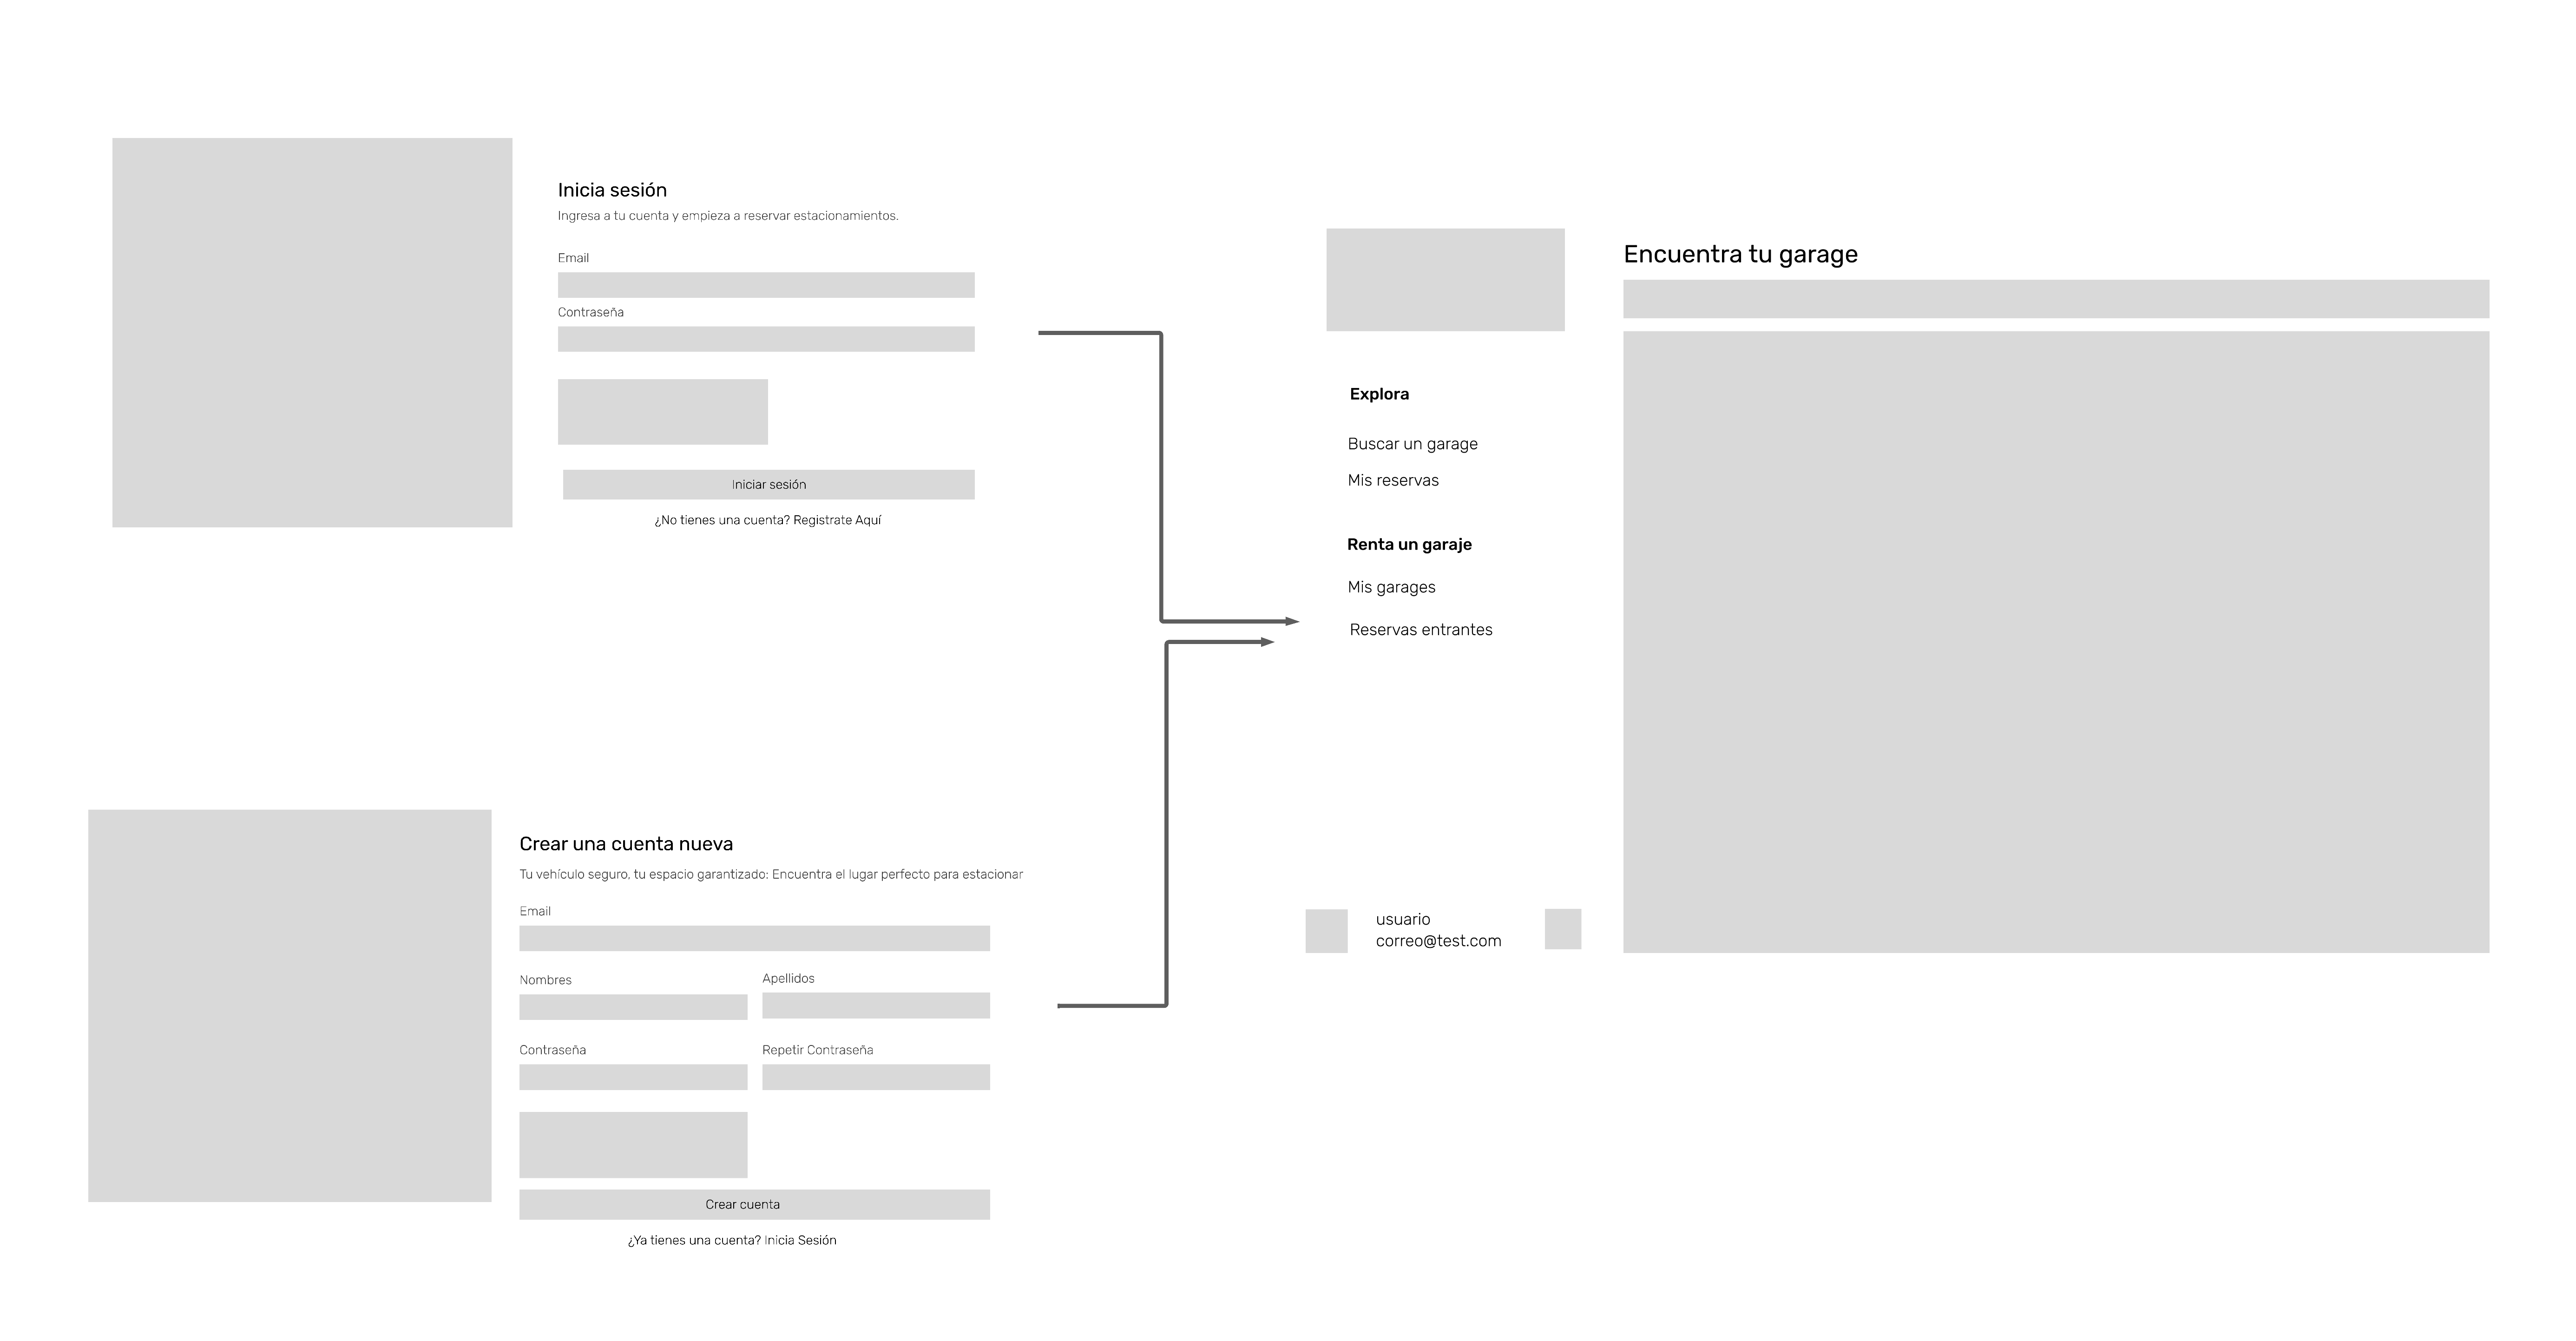 Inicia sesión
Ingresa a tu cuenta y empieza a reservar estacionamientos.
Email
Contraseña
Iniciar sesión
¿No tienes una cuenta? Registrate Aquí
Crear una cuenta nueva
Tu vehículo seguro, tu espacio garantizado: Encuentra el lugar perfecto para estacionar
Email
Nombres
Apellidos
Contraseña
Repetir Contraseña
Crear cuenta
¿Ya tienes una cuenta? Inicia Sesión
Explora
Buscar un garage
Mis reservas
Renta un garaje
Mis garages
Reservas entrantes
usuario
correo@test.com
Encuentra tu garage